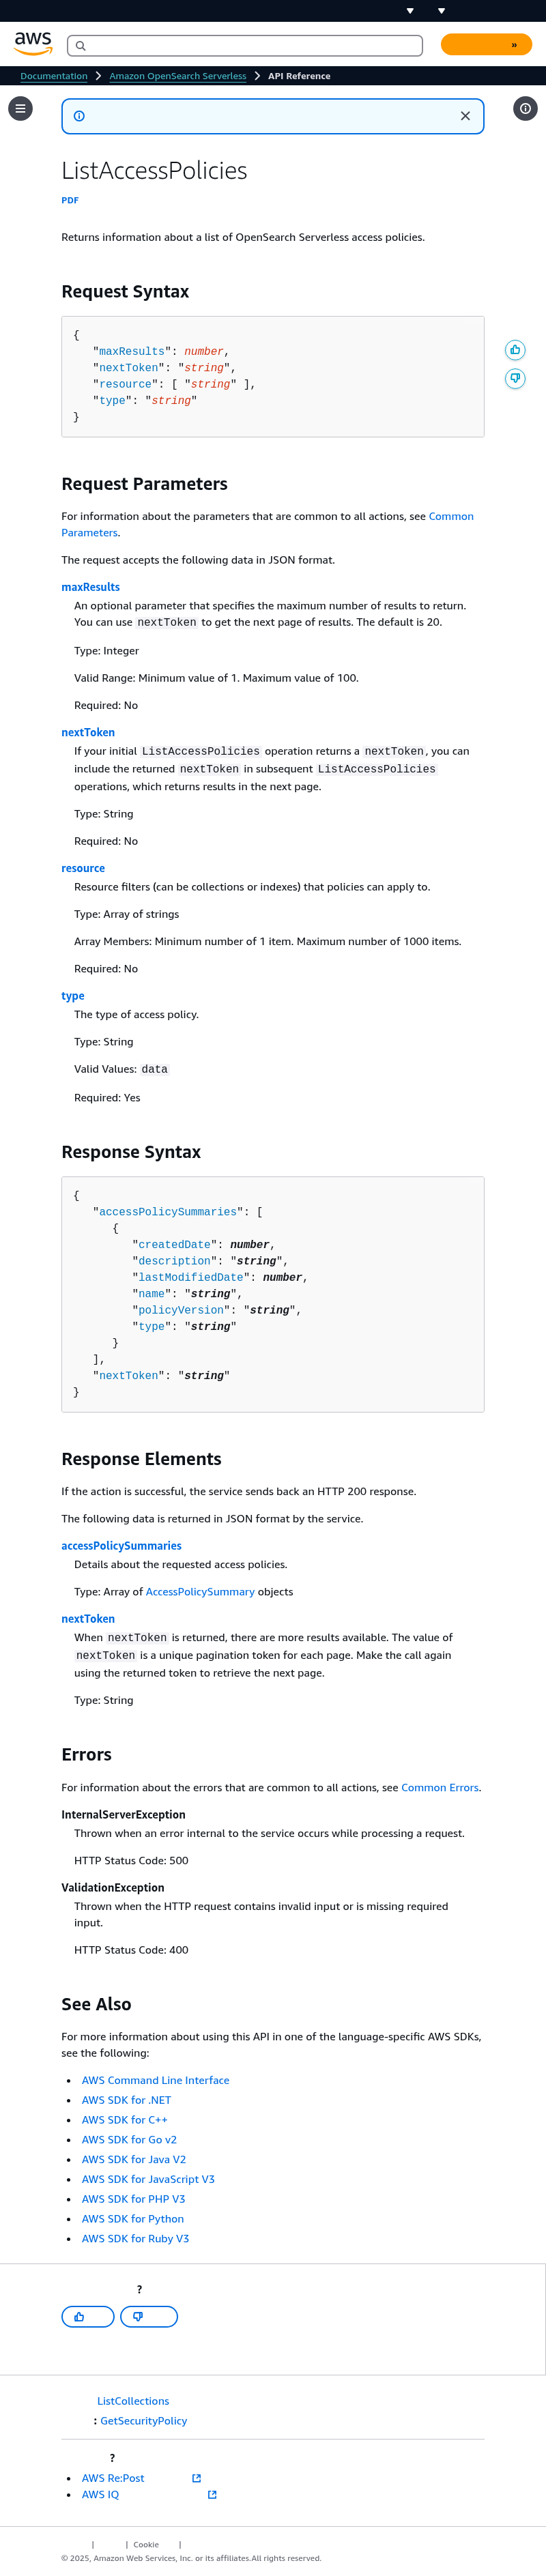 aws
»
Documentation
Amazon OpenSearch Serverless
API Reference
ListAccessPolicies
PDF
Returns information about a list of OpenSearch Serverless access policies.
Request Syntax
{
"maxResults": number,
"nextToken": "string",
"resource": [ "string" ],
"type": "string"
}
Request Parameters
For information about the parameters that are common to all actions, see Common
Parameters.
The request accepts the following data in JSON format.
maxResults
An optional parameter that specifies the maximum number of results to return.
You can use nextToken to get the next page of results. The default is 20.
Type: Integer
Valid Range: Minimum value of 1. Maximum value of 100.
Required: No
nextToken
If your initial ListAccessPolicies operation returns a nextToken, you can
include the returned nextToken in subsequent ListAccessPolicies
operations, which returns results in the next page.
Type: String
Required: No
resource
Resource filters (can be collections or indexes) that policies can apply to.
Type: Array of strings
Array Members: Minimum number of 1 item. Maximum number of 1000 items.
Required: No
type
The type of access policy.
Type: String
Valid Values: data
Required: Yes
Response Syntax
{
"accessPolicySummaries": [
{
"createdDate": number,
"description": "string",
"lastModifiedDate": number,
"name": "string",
"policyVersion": "string",
"type": "string"
}
],
"nextToken": "string"
}
Response Elements
If the action is successful, the service sends back an HTTP 200 response.
The following data is returned in JSON format by the service.
accessPolicySummaries
Details about the requested access policies.
Type: Array of AccessPolicySummary objects
nextToken
When nextToken is returned, there are more results available. The value of
nextToken is a unique pagination token for each page. Make the call again
using the returned token to retrieve the next page.
Type: String
Errors
For information about the errors that are common to all actions, see Common Errors.
InternalServerException
Thrown when an error internal to the service occurs while processing a request.
HTTP Status Code: 500
ValidationException
Thrown when the HTTP request contains invalid input or is missing required
input.
HTTP Status Code: 400
See Also
For more information about using this API in one of the language-specific AWS SDKs,
see the following:
• AWS Command Line Interface
• AWS SDK for .NET
• AWS SDK for C++
• AWS SDK for Go v2
• AWS SDK for Java V2
• AWS SDK for JavaScript V3
• AWS SDK for PHP V3
• AWS SDK for Python
• AWS SDK for Ruby V3
?
ListCollections
: GetSecurityPolicy
?
• AWS Re:Post
• AWS IQ
| | Cookie |
© 2025, Amazon Web Services, Inc. or its affiliates.All rights reserved.